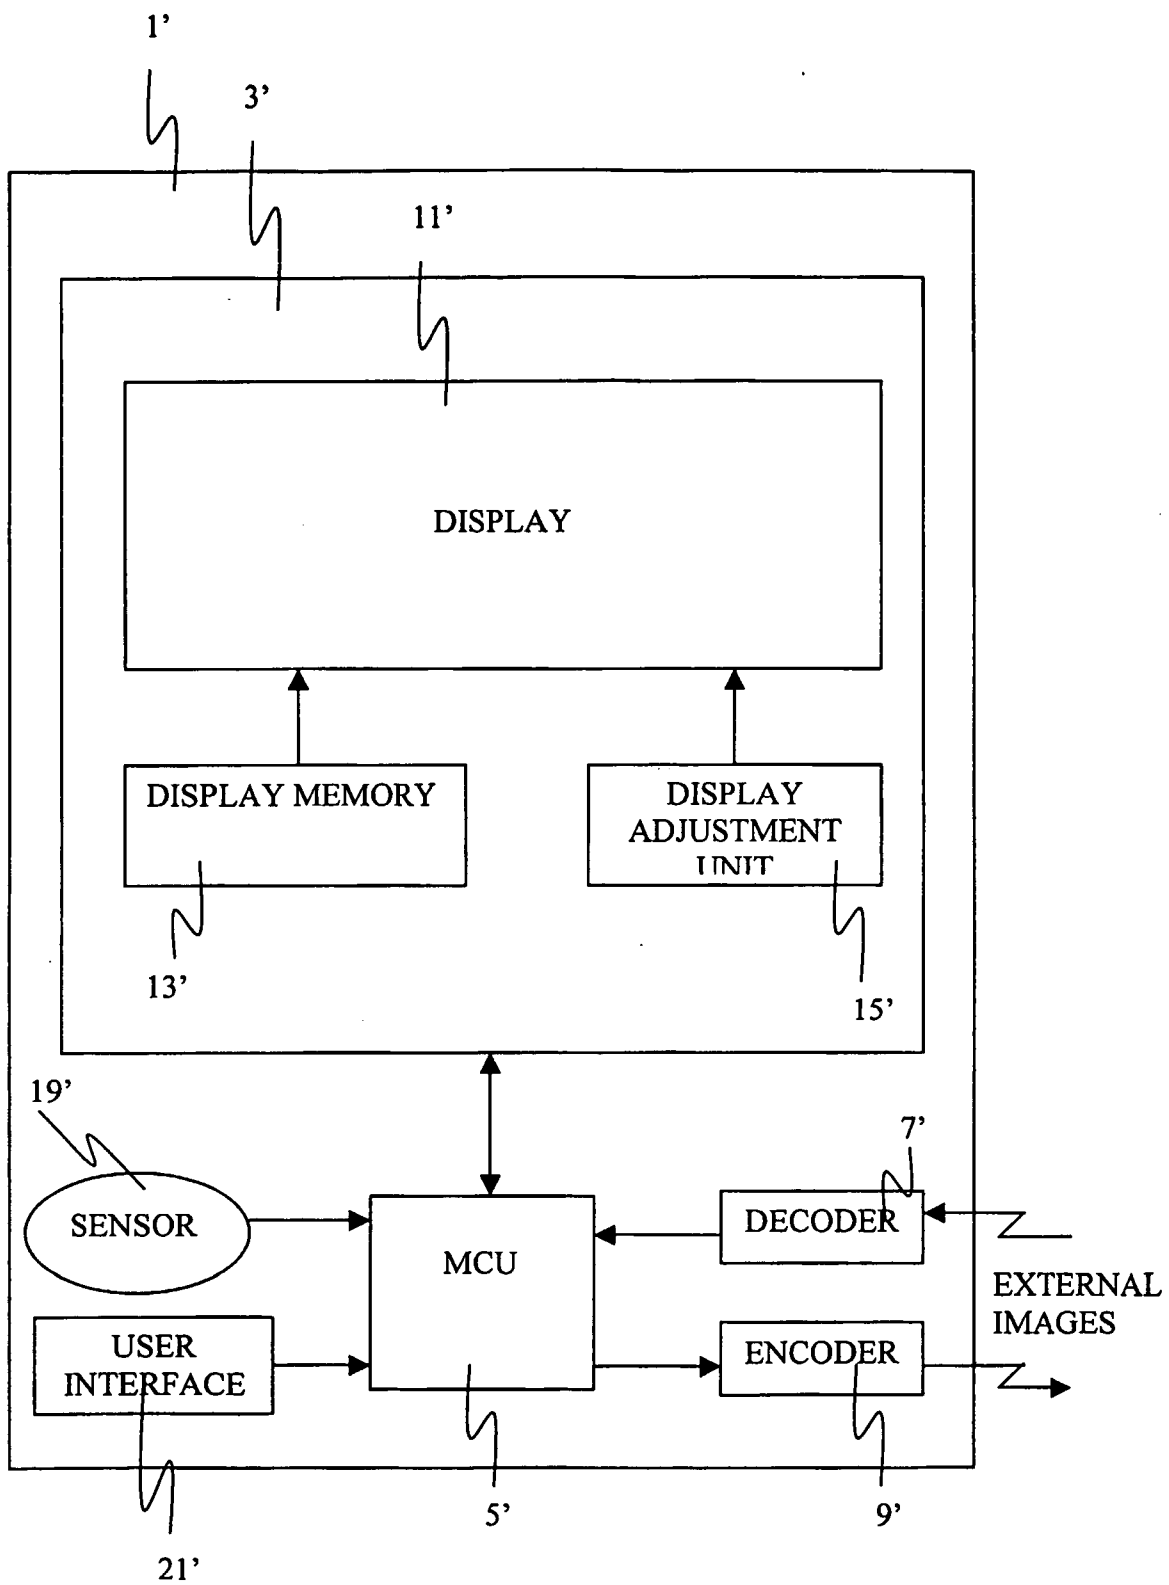 1’
3’
11’
DISPLAY
DISPLAY MEMORY
DISPLAY
ADJUSTMENT
UNIT
13’
15’
19’
7’
SENSOR
MCU
DECODER
EXTERNAL
IMAGES
USER
INTERFACE
ENCODER
5’
9’
21’